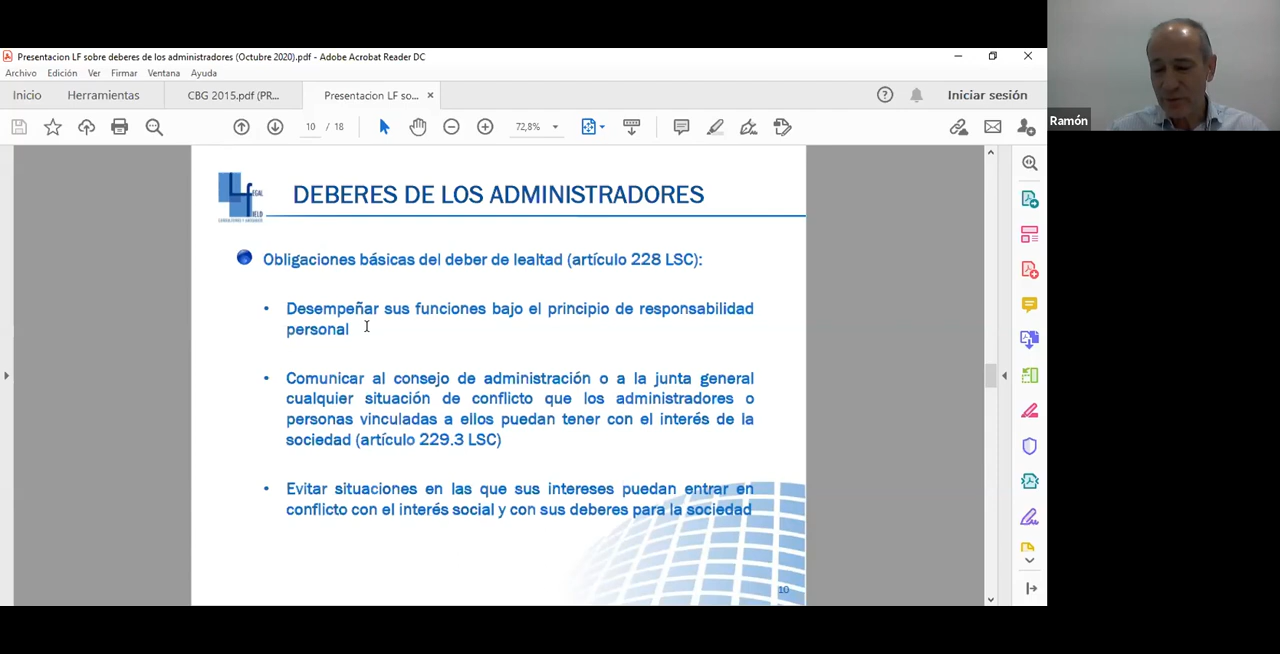 Presentacion LF sobre deberes de los administradores (Octubre 2020).pdf - Adobe Acrobat Reader DC
Archivo Edición Ver Firmar Ventana Ayuda
Inicio Herramientas CBG 2015.pdf (PR... Presentacion LF so... × Iniciar sesión
10 / 18 72,8%
Ramón
LEGAL
FIELD
DEBERES DE LOS ADMINISTRADORES
Obligaciones básicas del deber de lealtad (artículo 228 LSC):
• Desempeñar sus funciones bajo el principio de responsabilidad
personal
• Comunicar al consejo de administración o a la junta general
cualquier situación de conflicto que los administradores o
personas vinculadas a ellos puedan tener con el interés de la
sociedad (artículo 229.3 LSC)
• Evitar situaciones en las que sus intereses puedan entrar en
conflicto con el interés social y con sus deberes para la sociedad
10